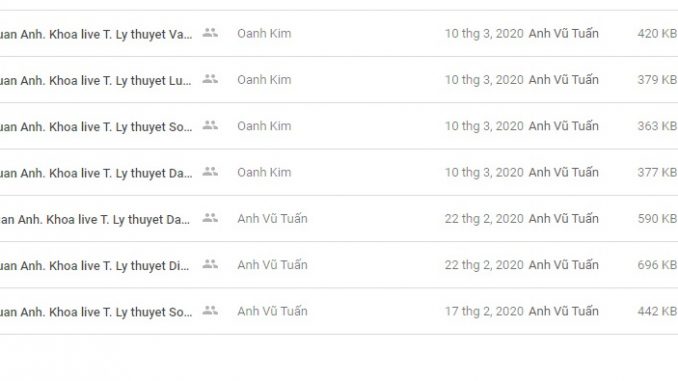 uan Anh. Khoa live T. Ly thuyet Va... Oanh Kim 10 thg 3, 2020 Anh Vũ Tuấn 420 KB
uan Anh. Khoa live T. Ly thuyet Lu... Oanh Kim 10 thg 3, 2020 Anh Vũ Tuấn 379 KB
uan Anh. Khoa live T. Ly thuyet So... Oanh Kim 10 thg 3, 2020 Anh Vũ Tuấn 363 KB
uan Anh. Khoa live T. Ly thuyet Da... Oanh Kim 10 thg 3, 2020 Anh Vũ Tuấn 377 KB
uan Anh. Khoa live T. Ly thuyet Da... Anh Vũ Tuấn 22 thg 2, 2020 Anh Vũ Tuấn 590 KB
uan Anh. Khoa live T. Ly thuyet Di... Anh Vũ Tuấn 22 thg 2, 2020 Anh Vũ Tuấn 696 KB
uan Anh. Khoa live T. Ly thuyet So... Anh Vũ Tuấn 17 thg 2, 2020 Anh Vũ Tuấn 442 KB